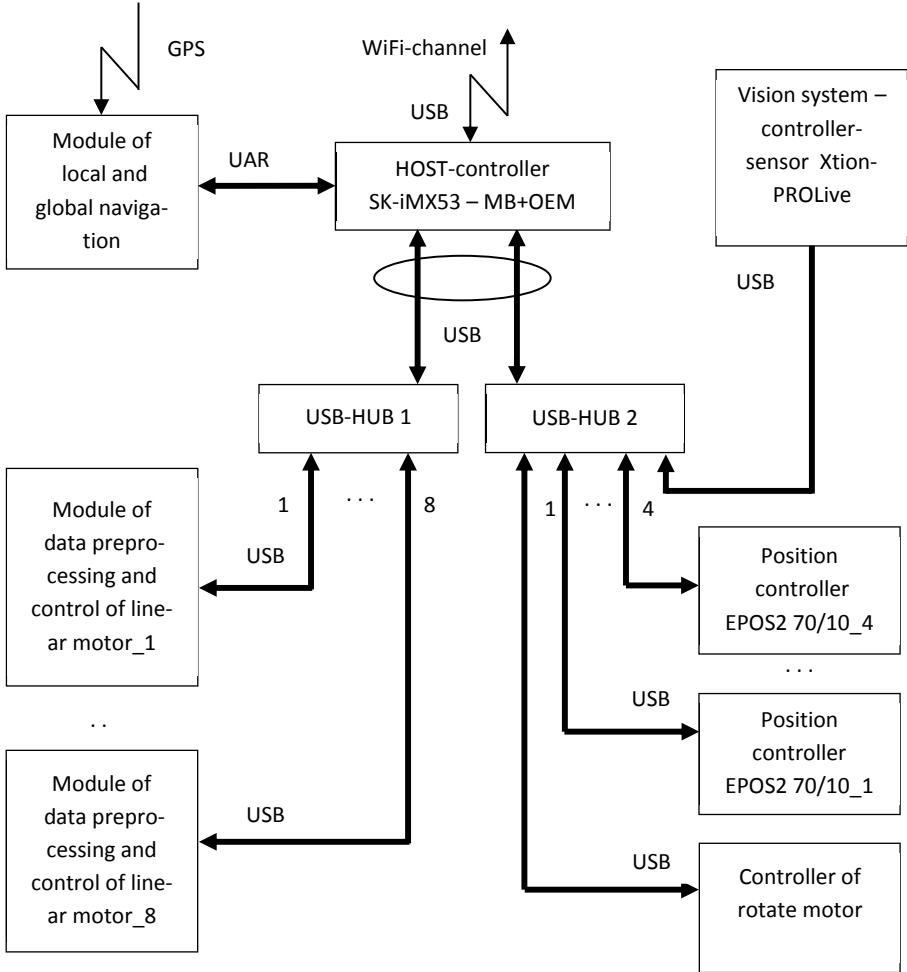 GPS
WiFi-channel
USB
Vision system –
controller-
sensor Xtion-
PROLive
Module of
local and
global naviga-
tion
UAR
HOST-controller
SK-iMX53 – MB+OEM
USB
USB
USB-HUB 1
USB-HUB 2
1
. . .
8
1
. . .
4
Module of
data prepro-
cessing and
control of line-
ar motor_1
USB
Position
controller
EPOS2 70/10_4
. . .
. .
USB
Position
controller
EPOS2 70/10_1
Module of
data prepro-
cessing and
control of line-
ar motor_8
USB
USB
Controller of
rotate motor